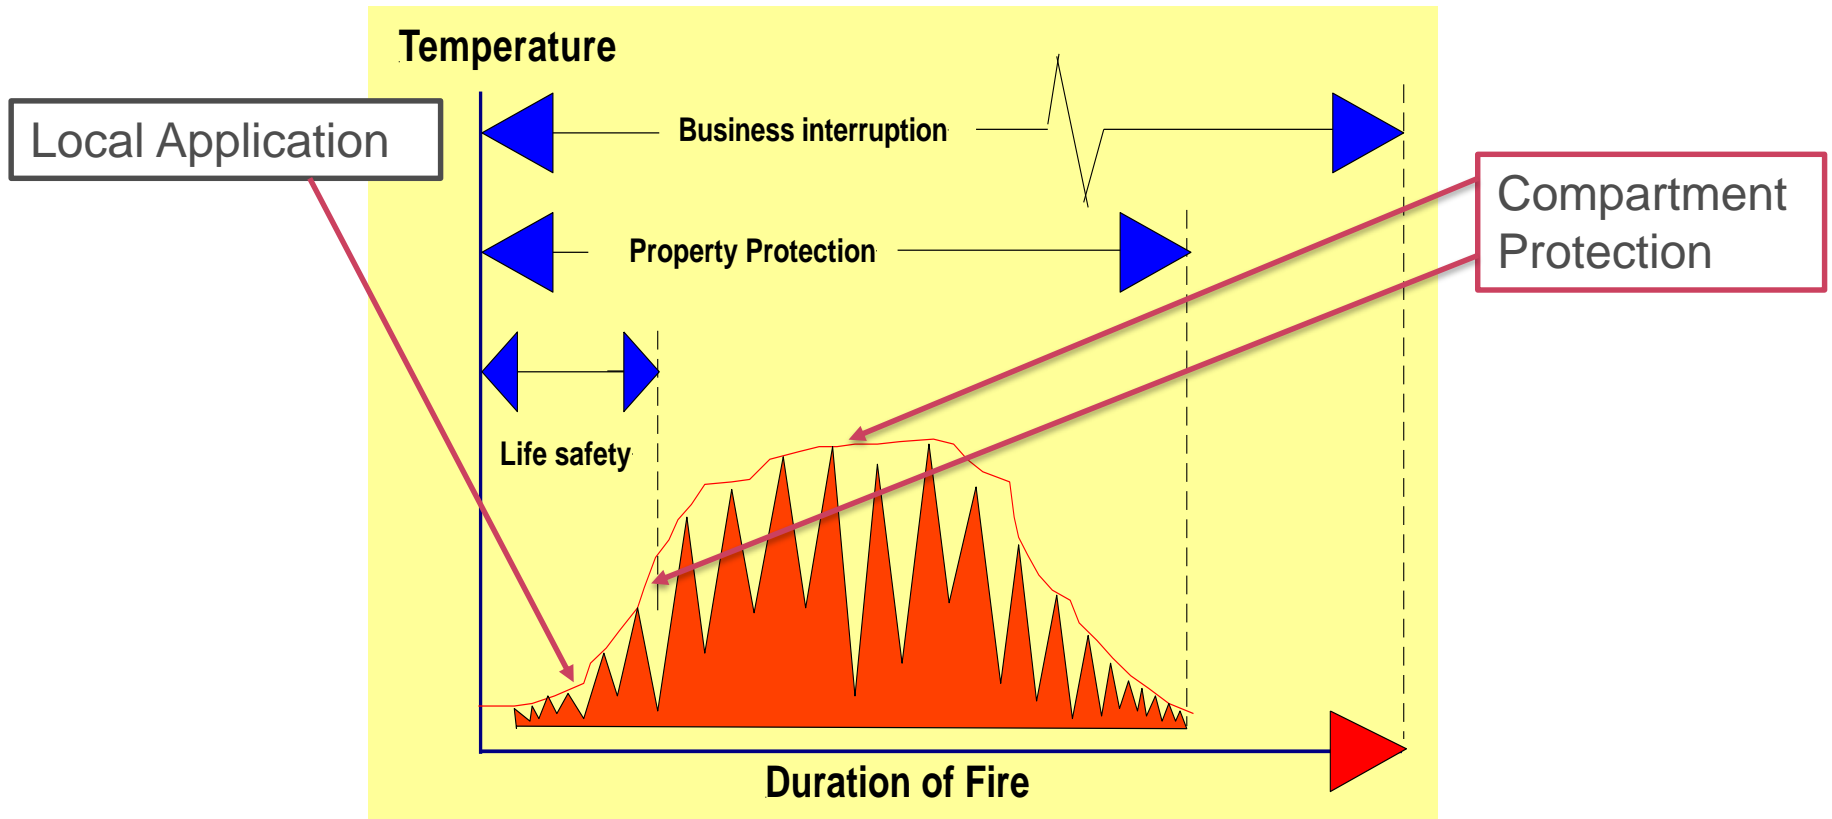 Temperature
Local Application
Business interruption
Compartment
Protection
Property Protection
Life safety
Duration of Fire